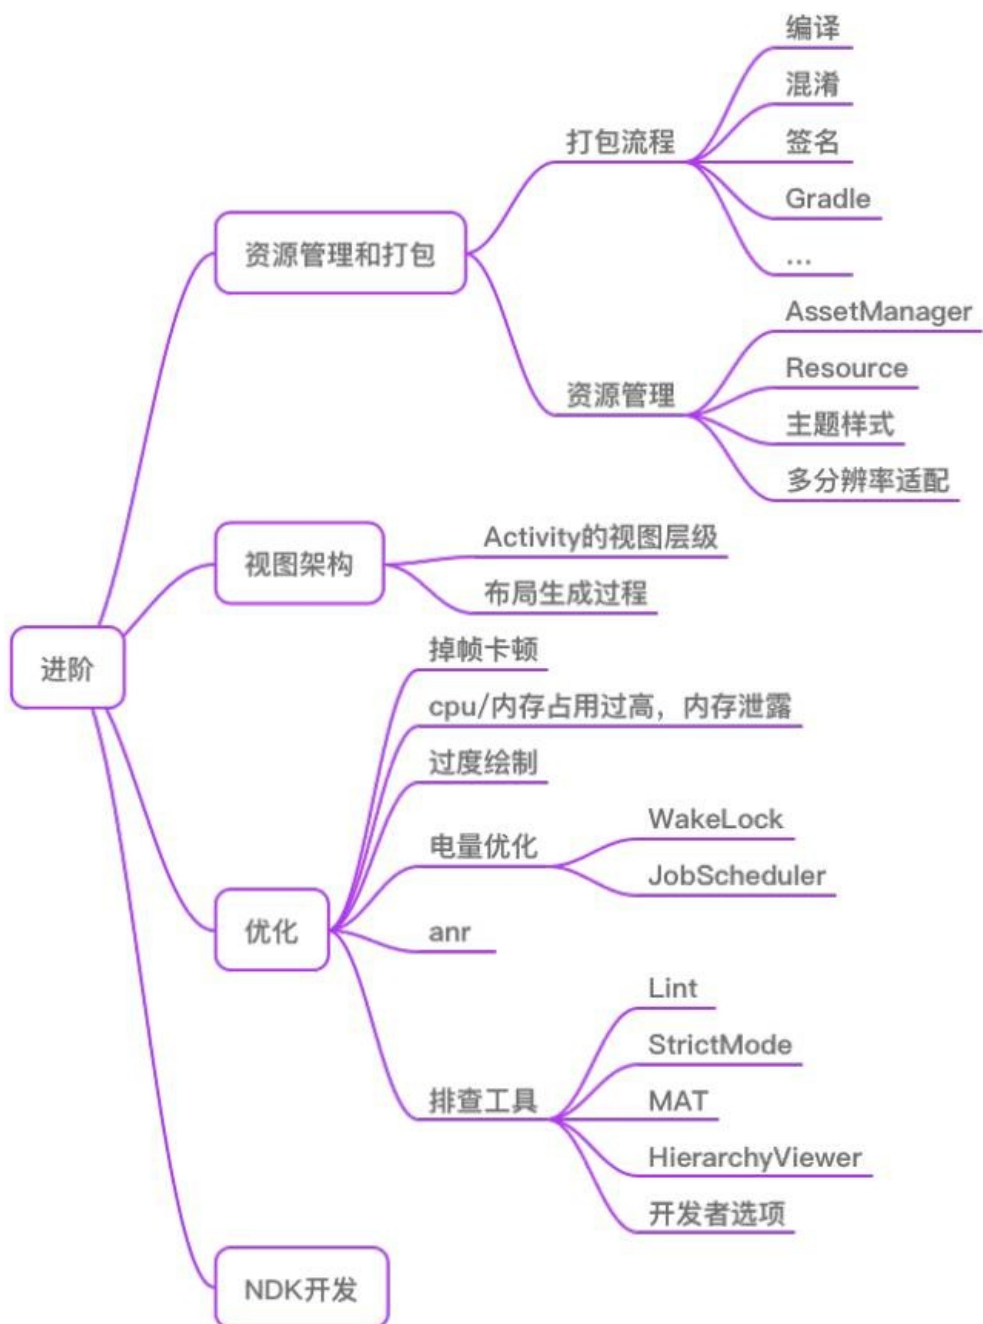 进阶
资源管理和打包
打包流程
编译
混淆
签名
Gradle
...
资源管理
AssetManager
Resource
主题样式
多分辨率适配
视图架构
Activity的视图层级
布局生成过程
优化
掉帧卡顿
cpu/内存占用过高，内存泄露
过度绘制
电量优化
WakeLock
JobScheduler
anr
排查工具
Lint
StrictMode
MAT
HierarchyViewer
开发者选项
NDK开发